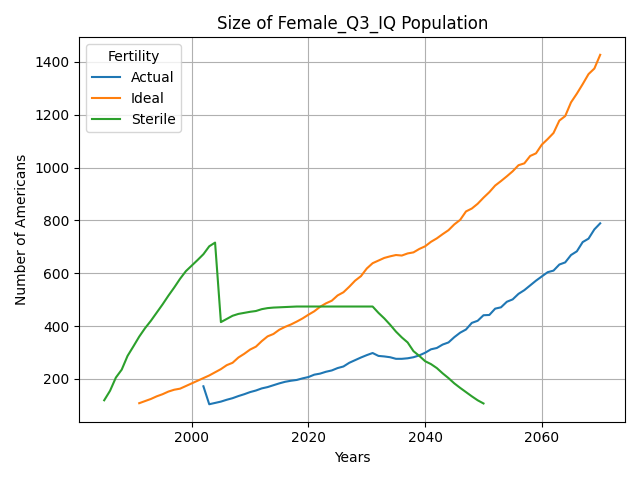 Size of Female_Q3_IQ Population
Fertility
Actual
Ideal
Sterile
Number of Americans
1400
1200
1000
800
600
400
200
2000
2020
2040
2060
Years